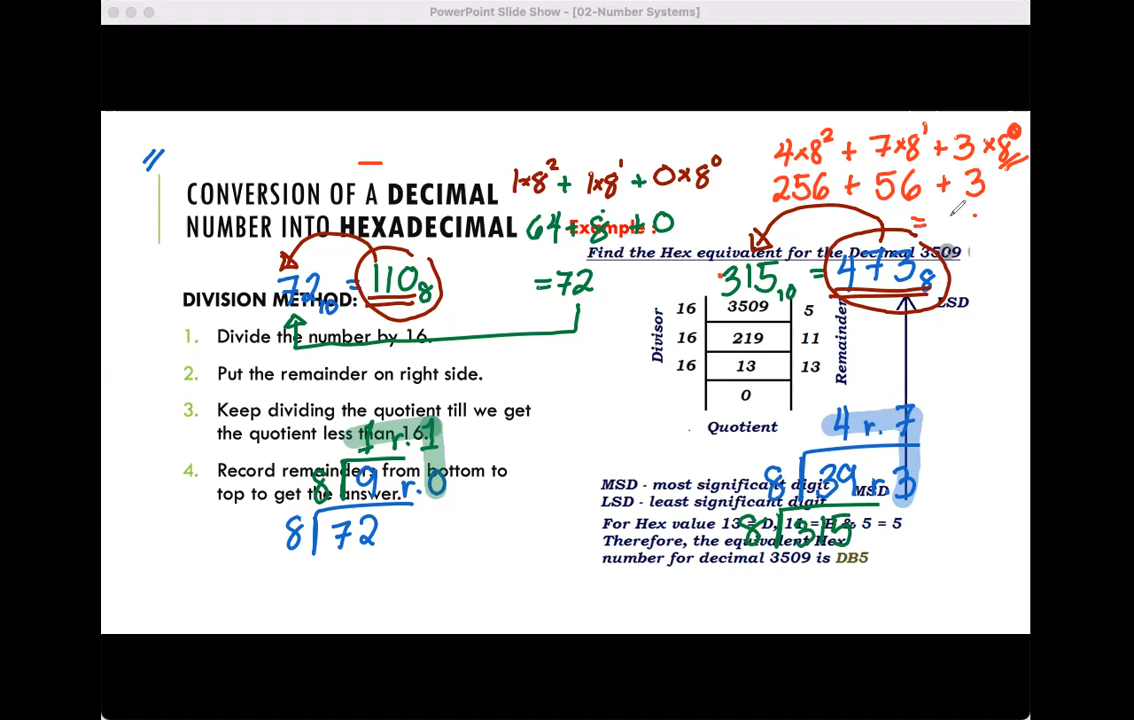 PowerPoint Slide Show - [02-Number Systems]
4×8² + 7×8¹ + 3×8⁰
256 + 56 + 3
=
1×8² + 1×8¹ + 0×8⁰
64 + 8 + 0
= 72
CONVERSION OF A DECIMAL
NUMBER INTO HEXADECIMAL
Example :
Find the Hex equivalent for the Decimal 3509
72₁₀ = 110₈
315₁₀ = 473₈
DIVISION METHOD:
1. Divide the number by 16.
2. Put the remainder on right side.
3. Keep dividing the quotient till we get
the quotient less than 16.
4. Record remainders from bottom to
top to get the answer.
1 r. 1
8 9 r. 0
8 72
LSD
Divisor
16 3509 5
16 219 11
16 13 13
0
Remainder
Quotient
MSD
4 r. 7
8 39 r. 3
8 315
MSD - most significant digit
LSD - least significant digit
For Hex value 13 = D, 11 = B & 5 = 5
Therefore, the equivalent Hex
number for decimal 3509 is DB5